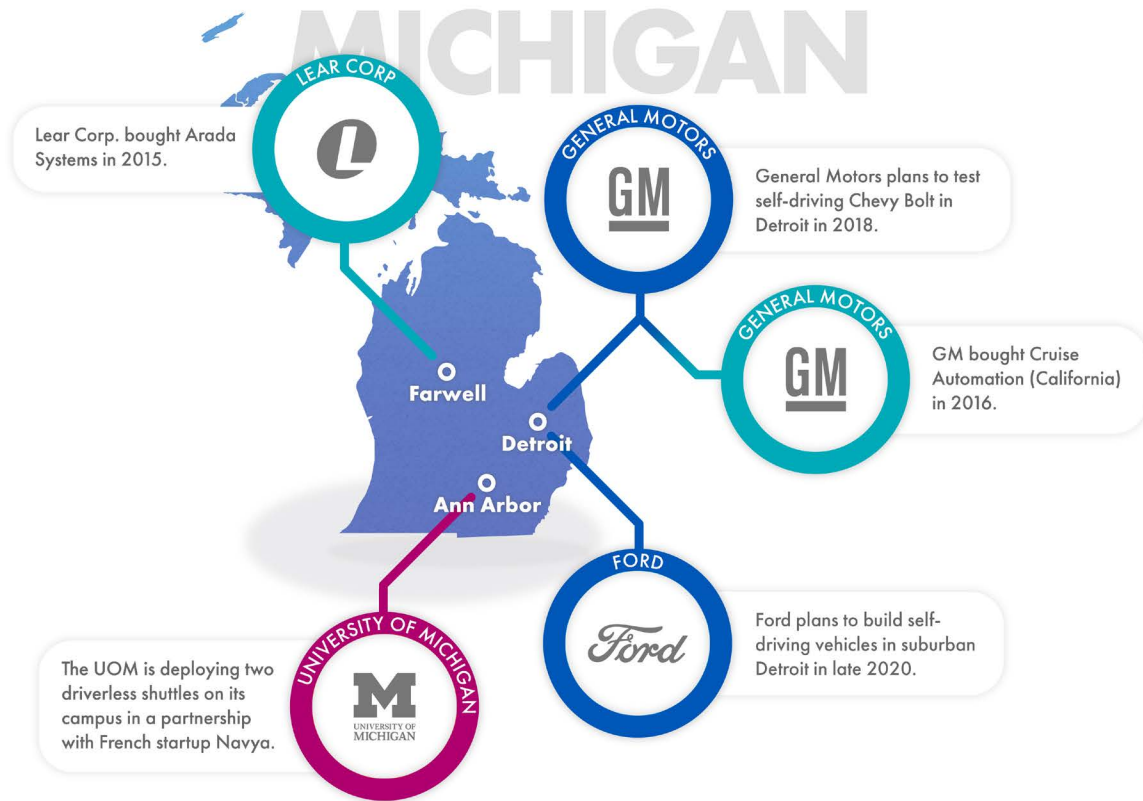 MICHIGAN
LEAR CORP
L
Lear Corp. bought Arada
Systems in 2015.
GENERAL MOTORS
GM
General Motors plans to test
self-driving Chevy Bolt in
Detroit in 2018.
GENERAL MOTORS
GM
GM bought Cruise
Automation (California)
in 2016.
Farwell
Detroit
Ann Arbor
FORD
Ford
Ford plans to build self-
driving vehicles in suburban
Detroit in late 2020.
UNIVERSITY OF MICHIGAN
M
UNIVERSITY OF
MICHIGAN
The UOM is deploying two
driverless shuttles on its
campus in a partnership
with French startup Navya.